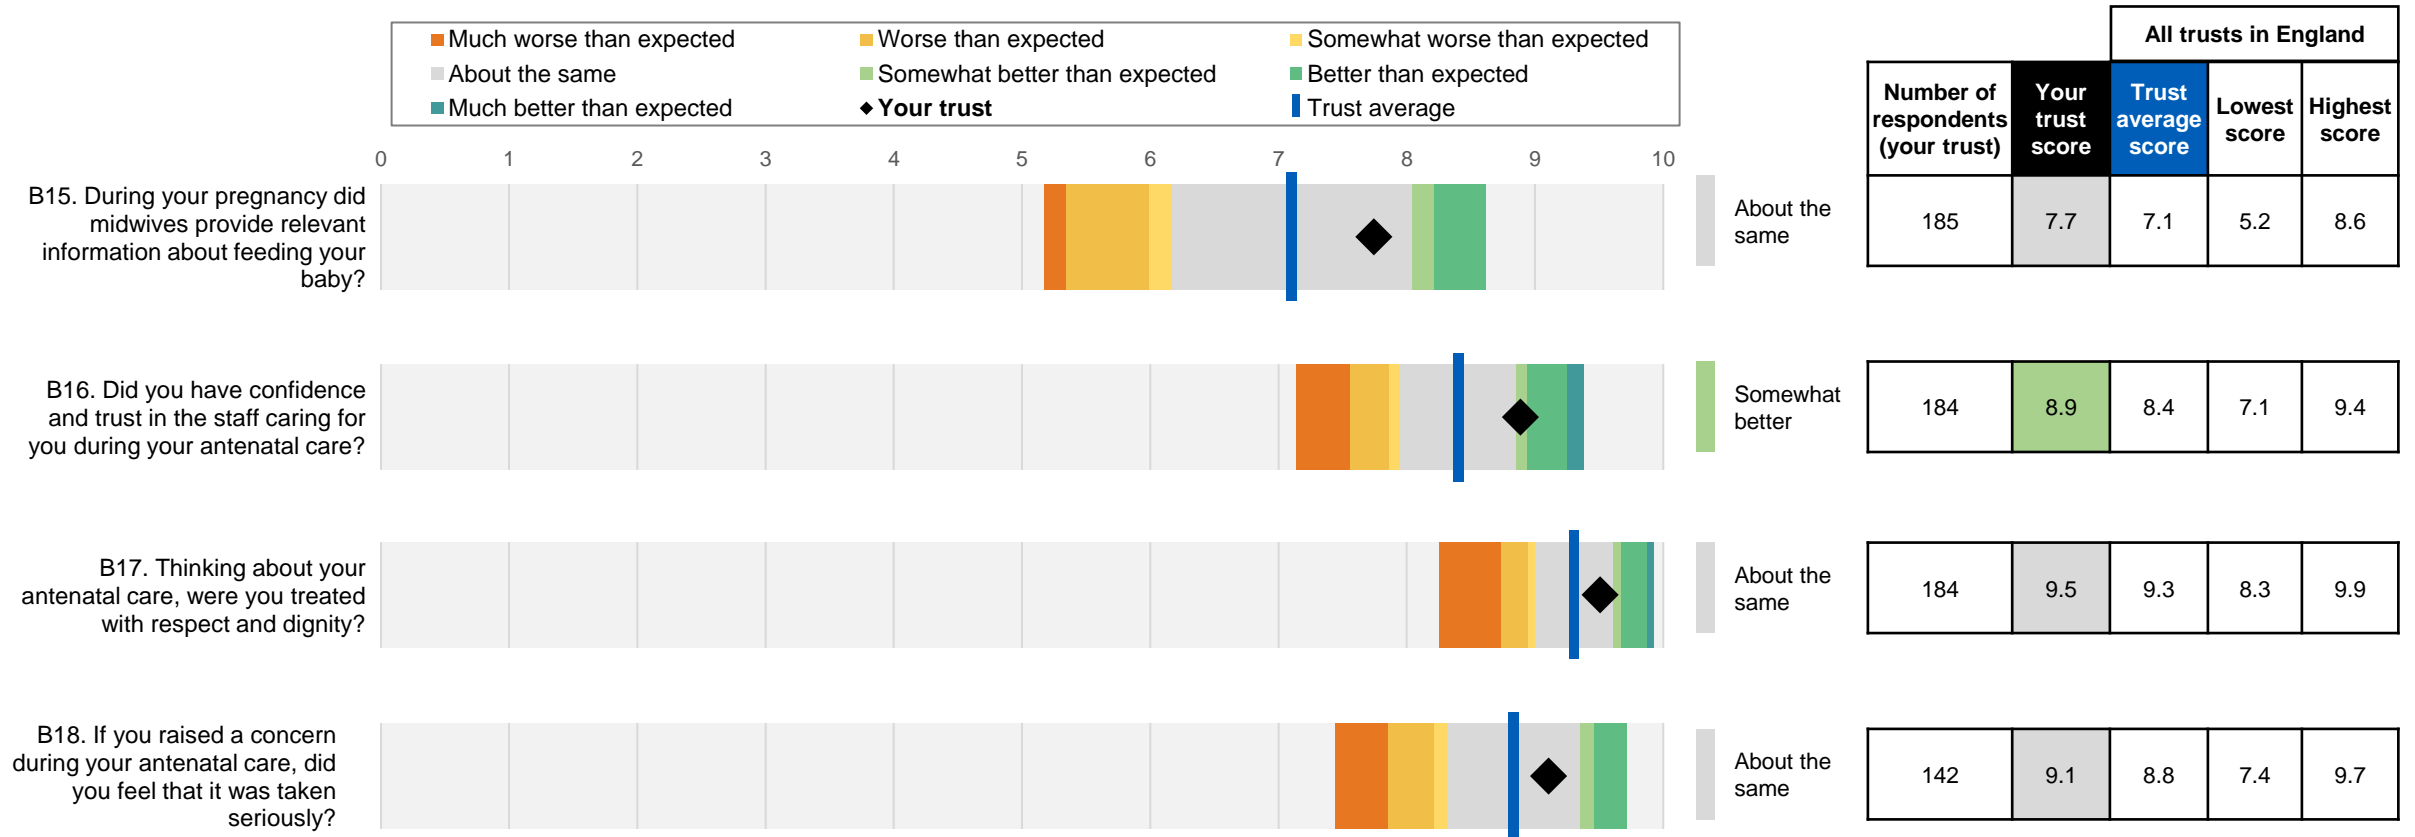 Much worse than expected
Worse than expected
Somewhat worse than expected
About the same
Somewhat better than expected
Better than expected
Much better than expected
Your trust
Trust average
All trusts in England
Number of
respondents
(your trust)
Your
trust
score
Trust
average
score
Lowest
score
Highest
score
0 1 2 3 4 5 6 7 8 9 10
B15. During your pregnancy did
midwives provide relevant
information about feeding your
baby?
About the
same
185 7.7 7.1 5.2 8.6
B16. Did you have confidence
and trust in the staff caring for
you during your antenatal care?
Somewhat
better
184 8.9 8.4 7.1 9.4
B17. Thinking about your
antenatal care, were you treated
with respect and dignity?
About the
same
184 9.5 9.3 8.3 9.9
B18. If you raised a concern
during your antenatal care, did
you feel that it was taken
seriously?
About the
same
142 9.1 8.8 7.4 9.7